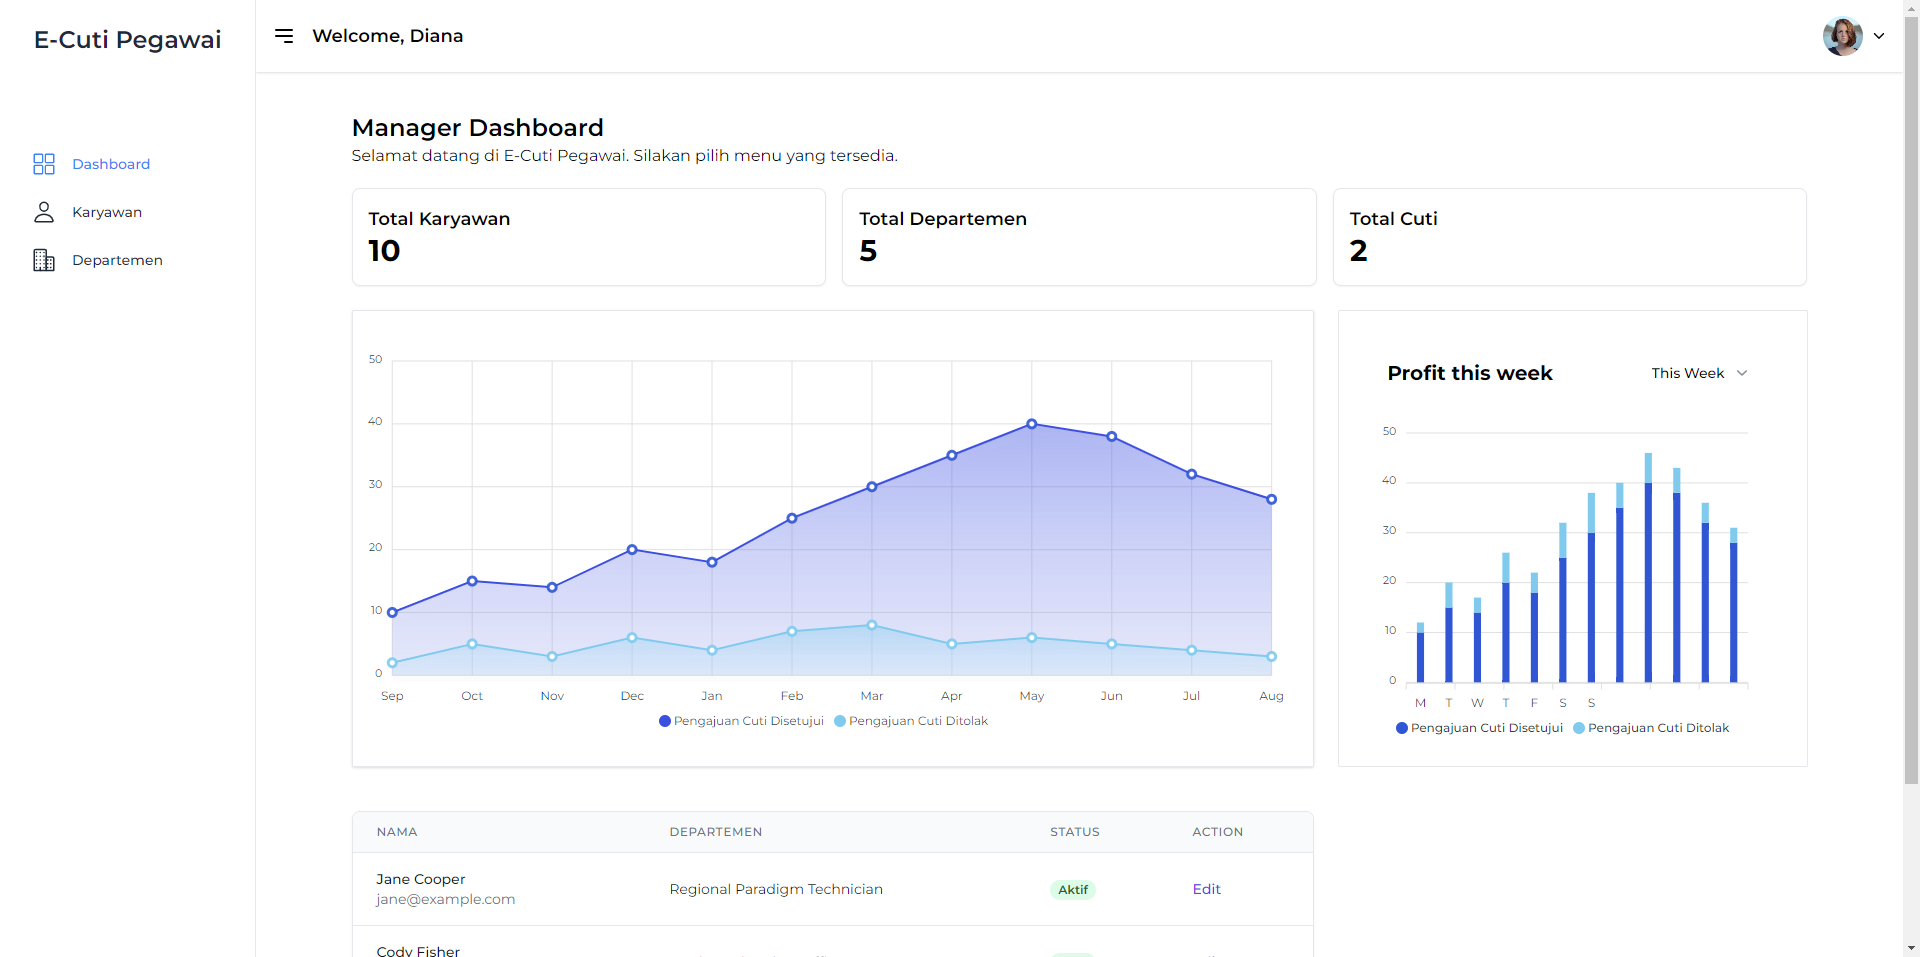 E-Cuti Pegawai
Welcome, Diana
Dashboard
Karyawan
Departemen
Manager Dashboard
Selamat datang di E-Cuti Pegawai. Silakan pilih menu yang tersedia.
Total Karyawan
10
Total Departemen
5
Total Cuti
2
50
40
30
20
10
0
Sep Oct Nov Dec Jan Feb Mar Apr May Jun Jul Aug
Pengajuan Cuti Disetujui Pengajuan Cuti Ditolak
Profit this week This Week
50
40
30
20
10
0
M T W T F S S
Pengajuan Cuti Disetujui Pengajuan Cuti Ditolak
NAMA DEPARTEMEN STATUS ACTION
Jane Cooper
jane@example.com
Regional Paradigm Technician Aktif Edit
Cody Fisher